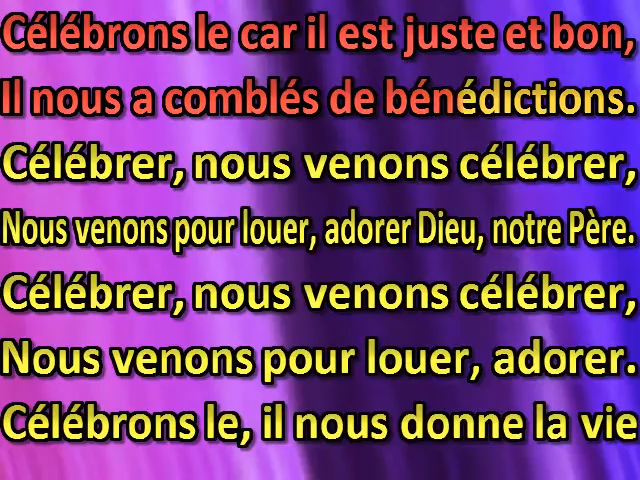 Célébrons le car il est juste et bon,
Il nous a comblés de bénédictions.
Célébrer, nous venons célébrer,
Nous venons pour louer, adorer Dieu, notre Père.
Célébrer, nous venons célébrer,
Nous venons pour louer, adorer.
Célébrons le, il nous donne la vie